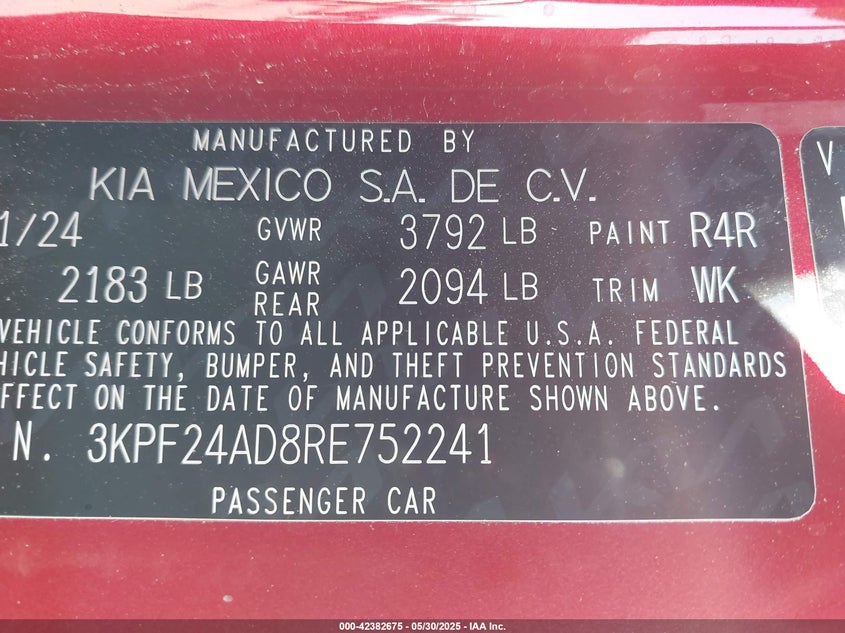 MANUFACTURED BY
KIA MEXICO S.A. DE C.V.
1/24 GVWR 3792 LB PAINT R4R
2183 LB GAWR REAR 2094 LB TRIM WK
VEHICLE CONFORMS TO ALL APPLICABLE U.S.A. FEDERAL
HICLE SAFETY, BUMPER, AND THEFT PREVENTION STANDARDS
EFFECT ON THE DATE OF MANUFACTURE SHOWN ABOVE.
N. 3KPF24AD8RE752241
PASSENGER CAR
V
000-42382675 - 05/30/2025 - IAA Inc.